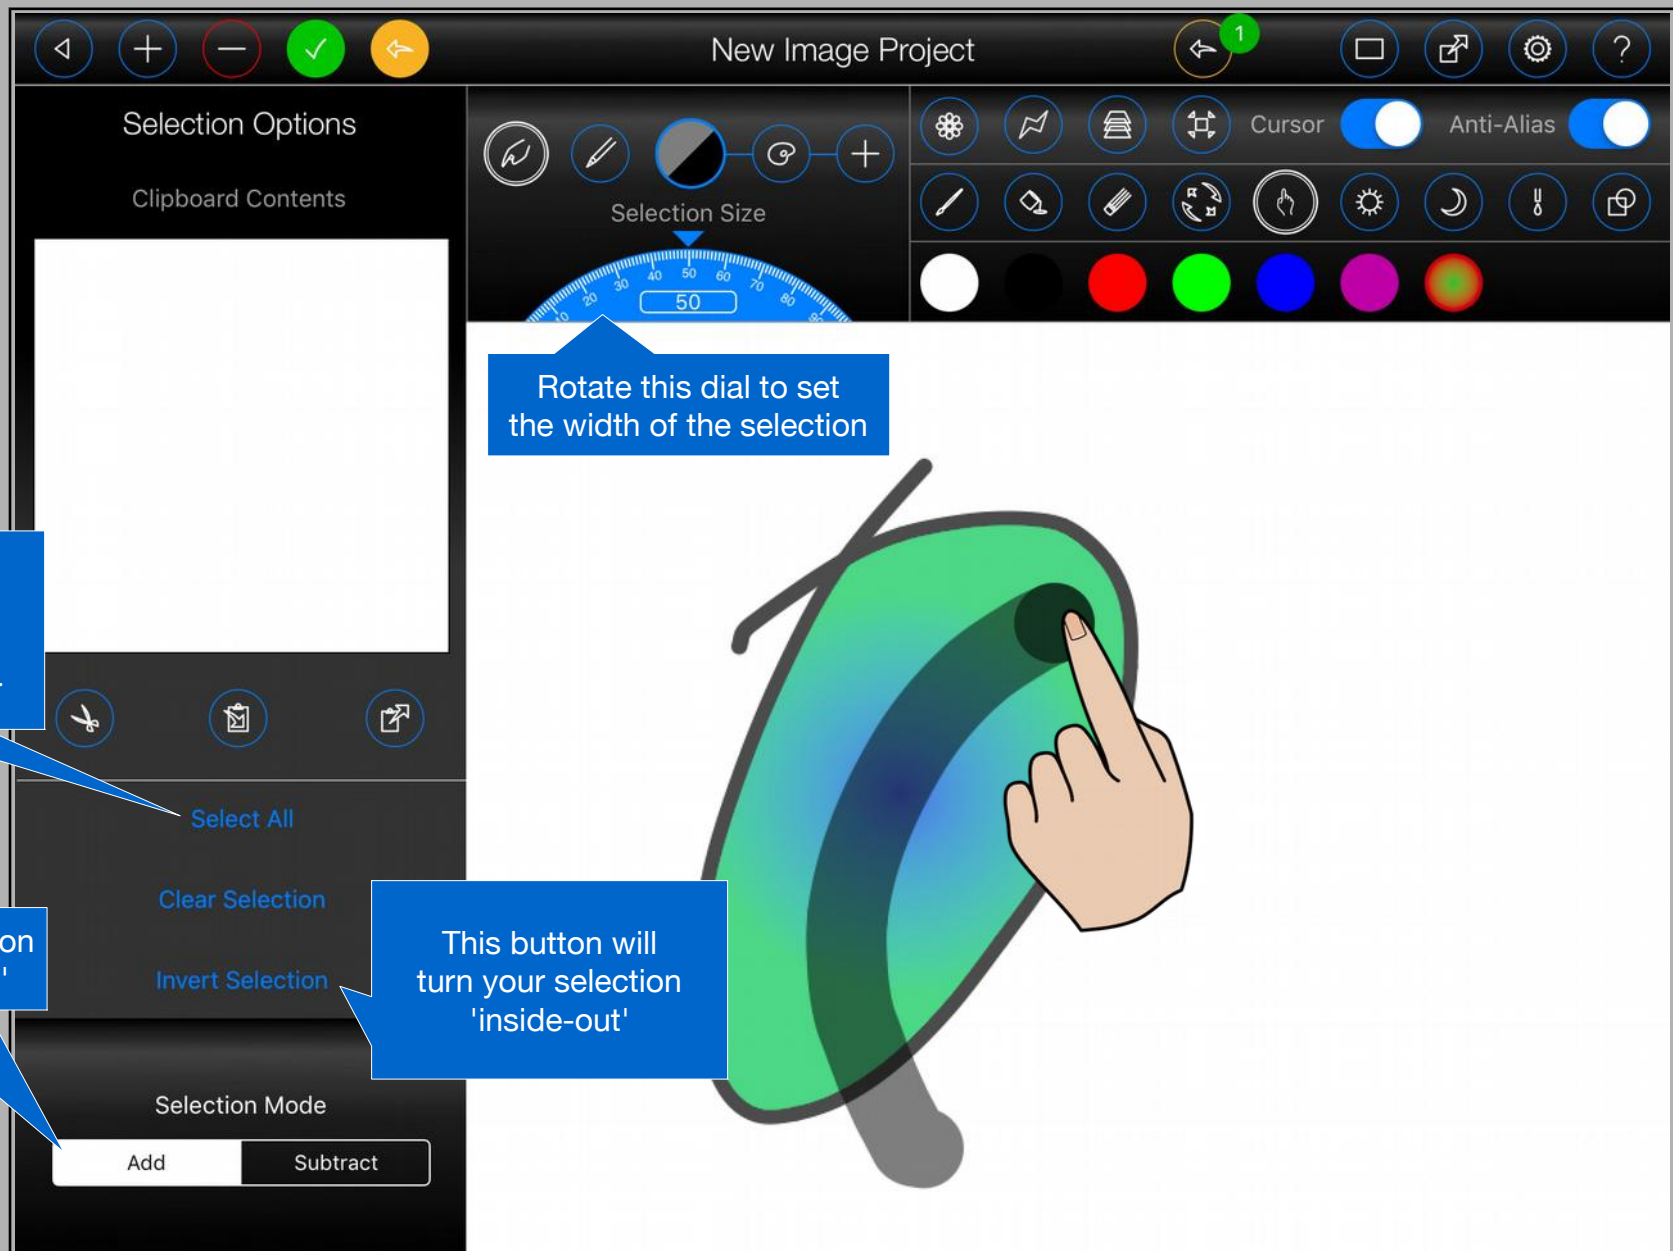 New Image Project
1
Selection Options
Clipboard Contents
Selection Size
Cursor
Anti-Alias
10 20 30 40 50 60 70 80 90
50
Rotate this dial to set
the width of the selection
Select All
Clear Selection
Invert Selection
on
'
This button will
turn your selection
'inside-out'
Selection Mode
Add
Subtract